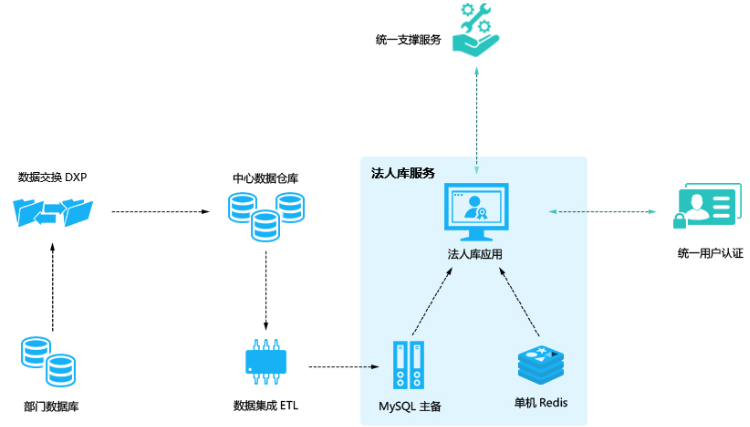 统一支撑服务
数据交换 DXP
中心数据仓库
法人库服务
法人库应用
统一用户认证
部门数据库
数据集成 ETL
MySQL 主备
单机 Redis